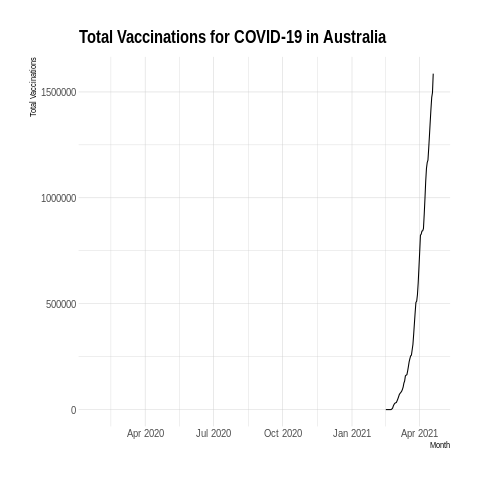 Total Vaccinations for COVID-19 in Australia
Total Vaccinations
1500000
1000000
500000
0
Apr 2020 Jul 2020 Oct 2020 Jan 2021 Apr 2021
Month